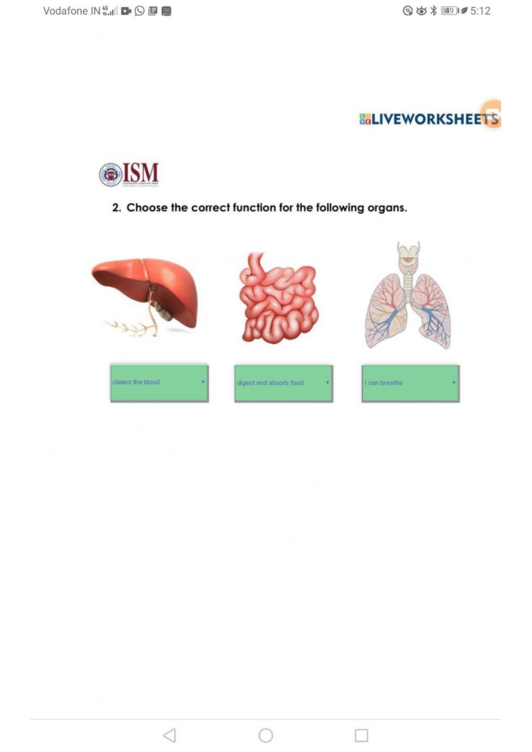 Vodafone IN 5:12
LIVEWORKSHEETS
ISM
2. Choose the correct function for the following organs.
cleans the blood digest and absorb food I can breathe